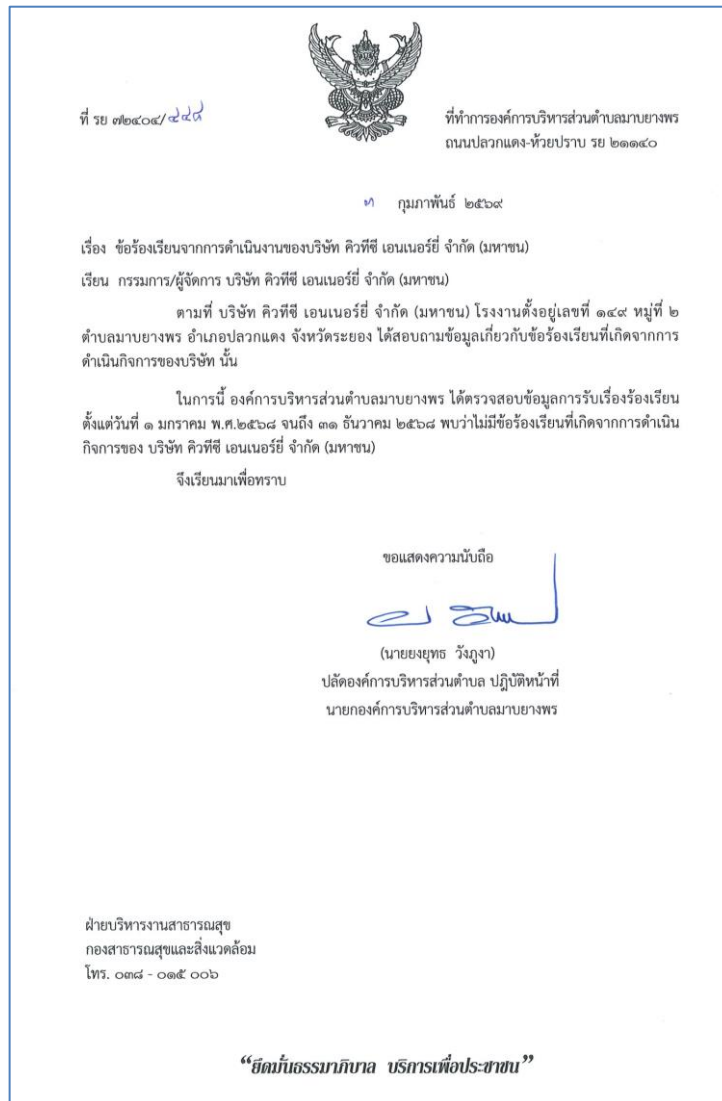 ที่ รย ๗๒๔๐๔/๔๔๘
ที่ทำการองค์การบริหารส่วนตำบลมาบยางพร
ถนนปลวกแดง-ห้วยปราบ รย ๒๑๑๔๐
๓ กุมภาพันธ์ ๒๕๖๙
เรื่อง ข้อร้องเรียนจากการดำเนินงานของบริษัท คิวทีซี เอนเนอร์ยี่ จำกัด (มหาชน)
เรียน กรรมการ/ผู้จัดการ บริษัท คิวทีซี เอนเนอร์ยี่ จำกัด (มหาชน)
ตามที่ บริษัท คิวทีซี เอนเนอร์ยี่ จำกัด (มหาชน) โรงงานตั้งอยู่เลขที่ ๑๔๙ หมู่ที่ ๒
ตำบลมาบยางพร อำเภอปลวกแดง จังหวัดระยอง ได้สอบถามข้อมูลเกี่ยวกับข้อร้องเรียนที่เกิดจากการ
ดำเนินกิจการของบริษัท นั้น
ในการนี้ องค์การบริหารส่วนตำบลมาบยางพร ได้ตรวจสอบข้อมูลการรับเรื่องร้องเรียน
ตั้งแต่วันที่ ๑ มกราคม พ.ศ.๒๕๖๘ จนถึง ๓๑ ธันวาคม ๒๕๖๘ พบว่าไม่มีข้อร้องเรียนที่เกิดจากการดำเนิน
กิจการของ บริษัท คิวทีซี เอนเนอร์ยี่ จำกัด (มหาชน)
จึงเรียนมาเพื่อทราบ
ขอแสดงความนับถือ
(นายยงยุทธ วังภูงา)
ปลัดองค์การบริหารส่วนตำบล ปฏิบัติหน้าที่
นายกองค์การบริหารส่วนตำบลมาบยางพร
ฝ่ายบริหารงานสาธารณสุข
กองสาธารณสุขและสิ่งแวดล้อม
โทร. ๐๓๘ - ๐๑๕ ๐๐๖
“ยึดมั่นธรรมาภิบาล บริการเพื่อประชาชน”